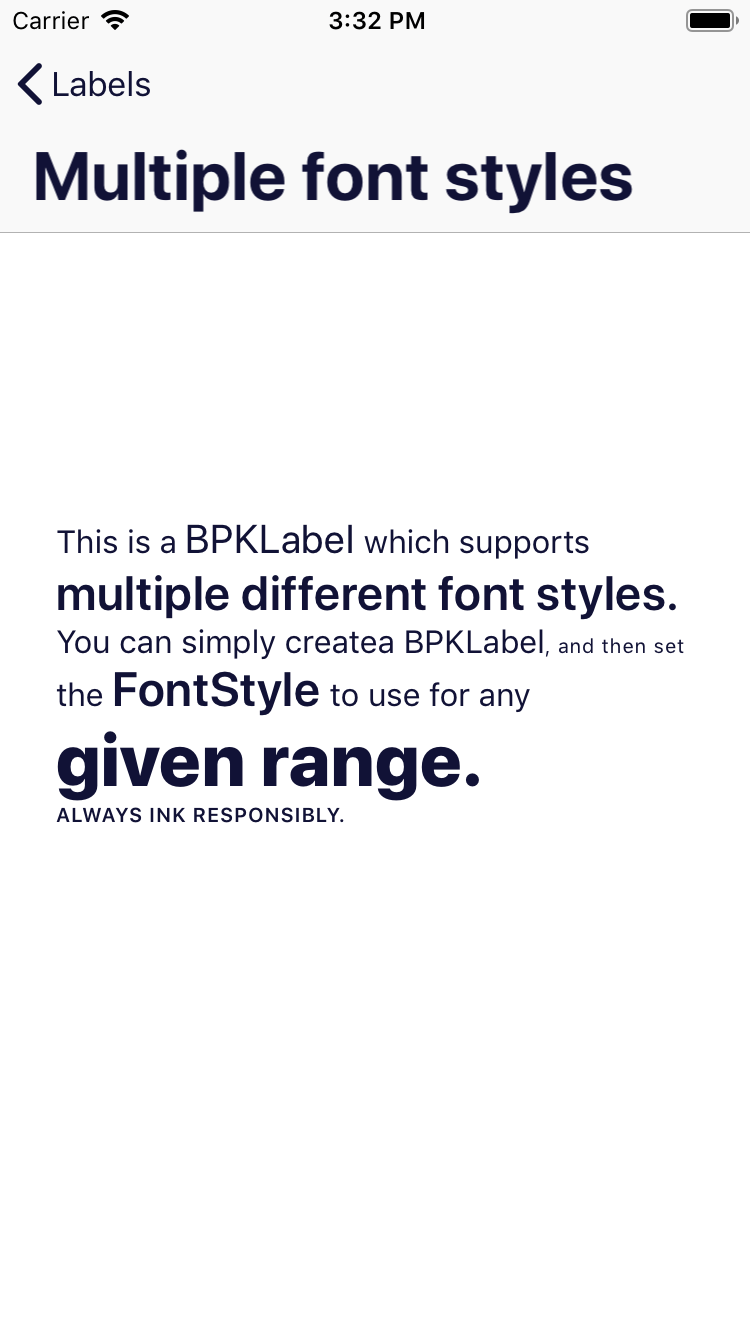 Carrier 3:32 PM
Labels
Multiple font styles
This is a BPKLabel which supports
multiple different font styles.
You can simply createa BPKLabel, and then set
the FontStyle to use for any
given range.
ALWAYS INK RESPONSIBLY.